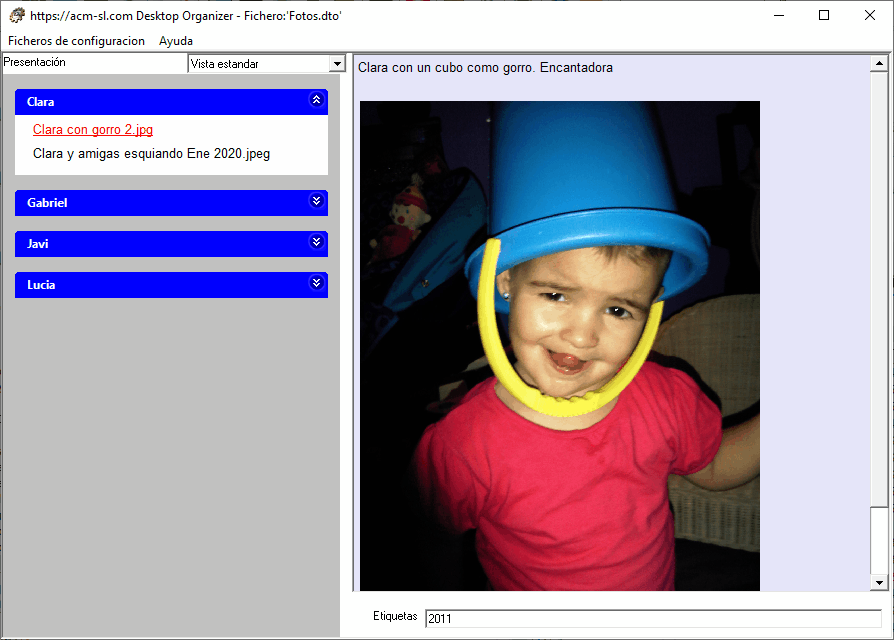 https://acm-sl.com Desktop Organizer - Fichero:'Fotos.dto'
Ficheros de configuracion Ayuda
Presentación Vista estandar
Clara
Clara con gorro 2.jpg
Clara y amigas esquiando Ene 2020.jpeg
Gabriel
Javi
Lucia
Clara con un cubo como gorro. Encantadora
Etiquetas 2011